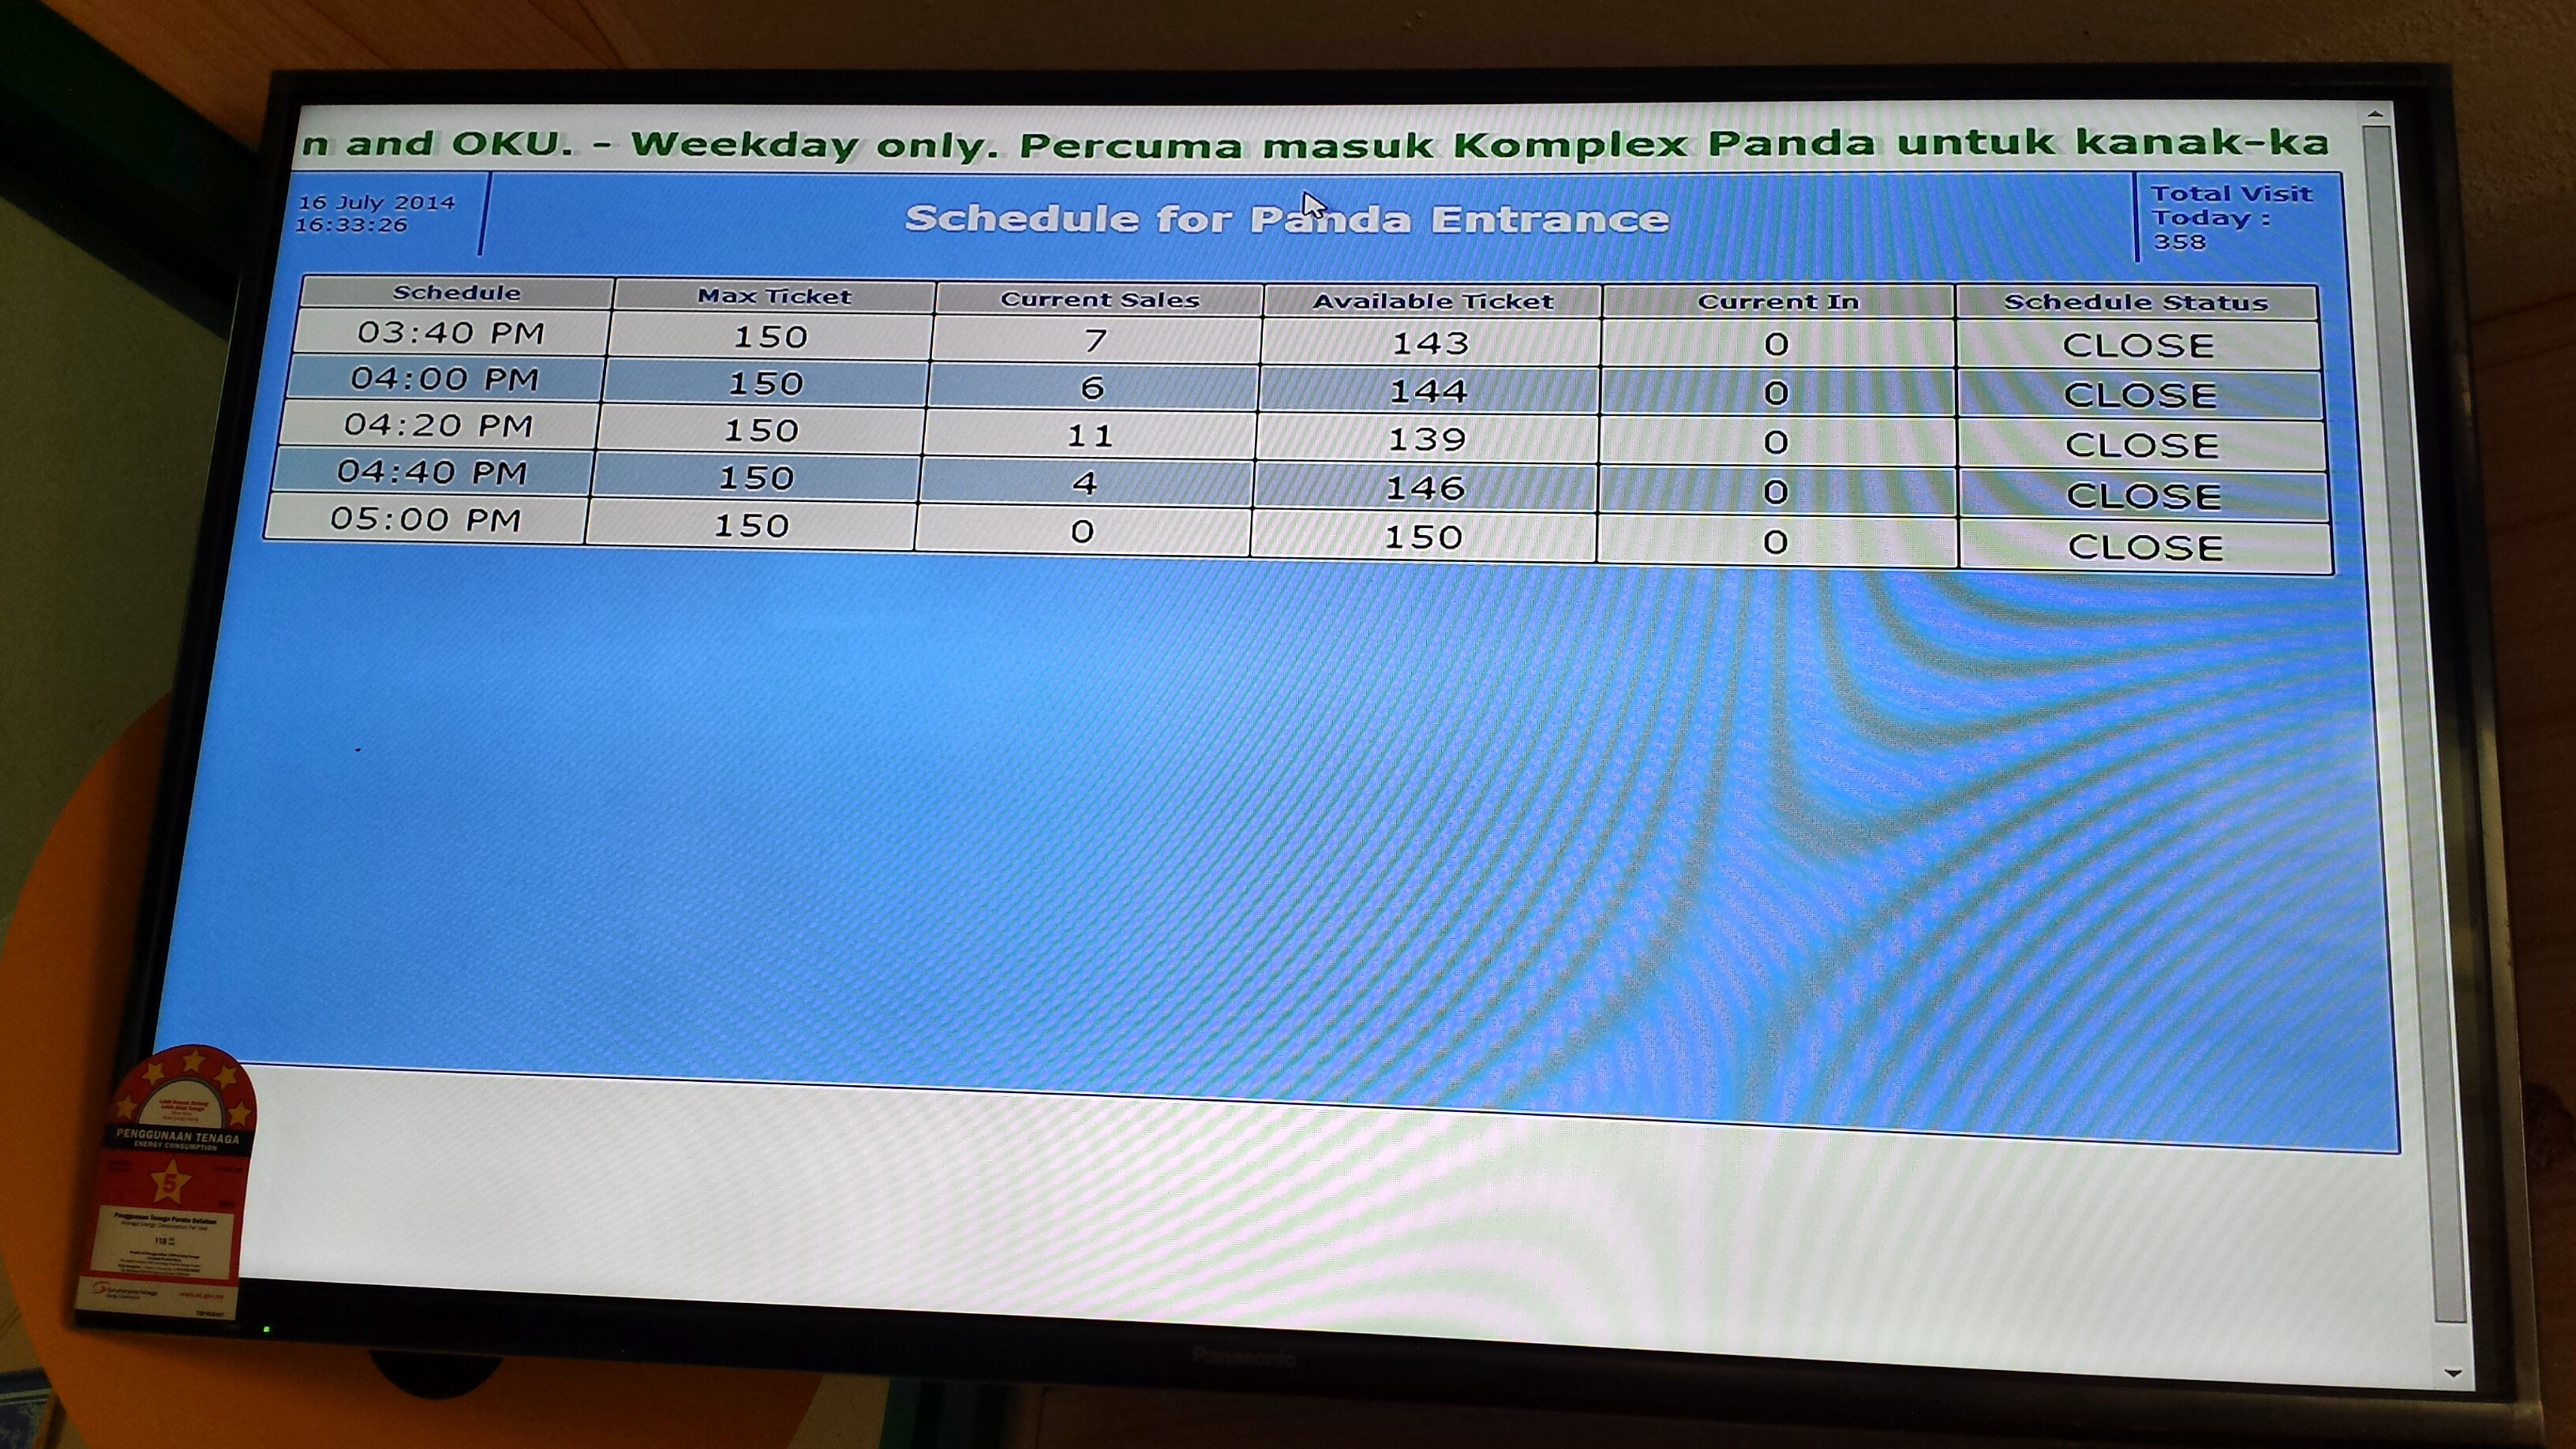 n and OKU. - Weekday only. Percuma masuk Komplex Panda untuk kanak-ka
16 July 2014
16:33:26
Schedule for Panda Entrance
Total Visit
Today :
358
Schedule Max Ticket Current Sales Available Ticket Current In Schedule Status
03:40 PM 150 7 143 0 CLOSE
04:00 PM 150 6 144 0 CLOSE
04:20 PM 150 11 139 0 CLOSE
04:40 PM 150 4 146 0 CLOSE
05:00 PM 150 0 150 0 CLOSE
PENGGUNAAN TENAGA
ENERGY CONSUMPTION
5
Panasonic